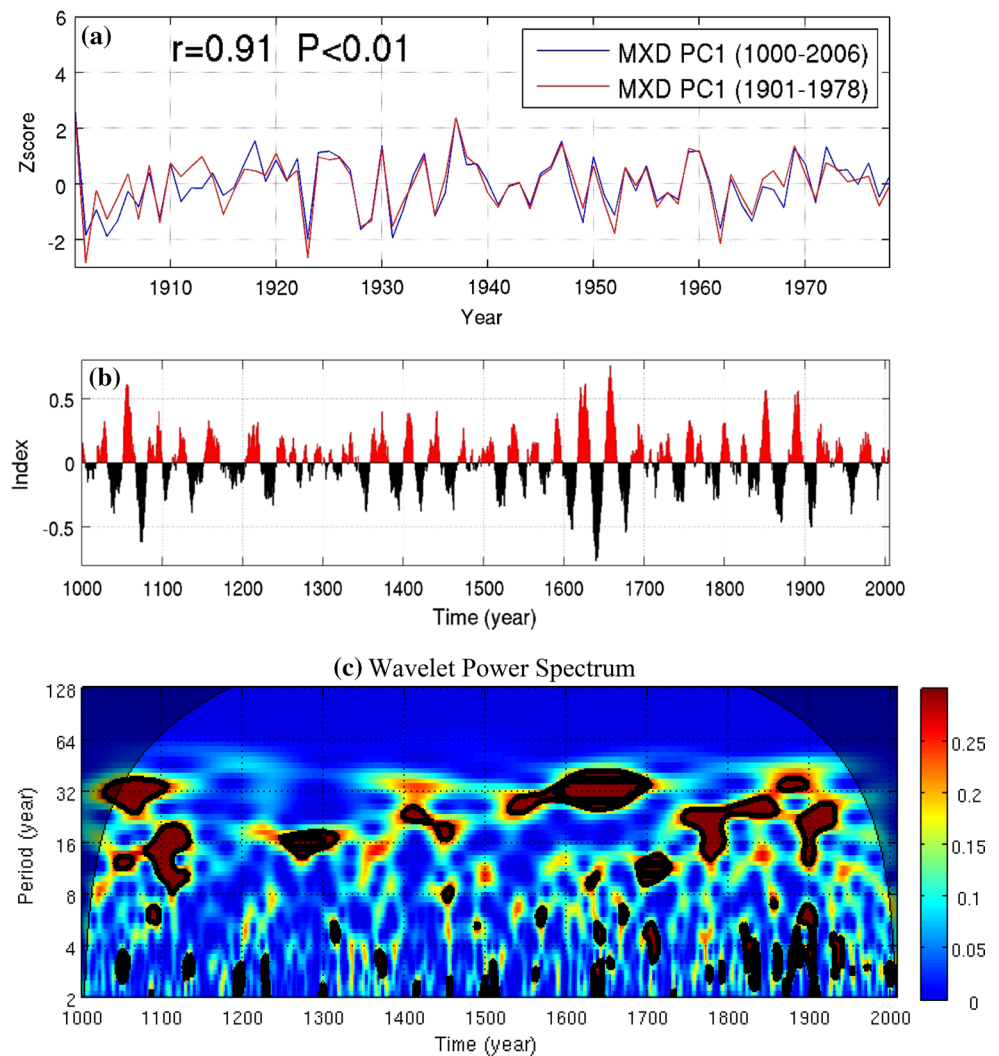 (a)
r=0.91 P<0.01
MXD PC1 (1000-2006)
MXD PC1 (1901-1978)
Zscore
6
4
2
0
-2
1910 1920 1930 1940 1950 1960 1970
Year
(b)
Index
0.5
0
-0.5
1000 1100 1200 1300 1400 1500 1600 1700 1800 1900 2000
Time (year)
(c) Wavelet Power Spectrum
Period (year)
128
64
32
16
8
4
2
1000 1100 1200 1300 1400 1500 1600 1700 1800 1900 2000
Time (year)
0.25
0.2
0.15
0.1
0.05
0